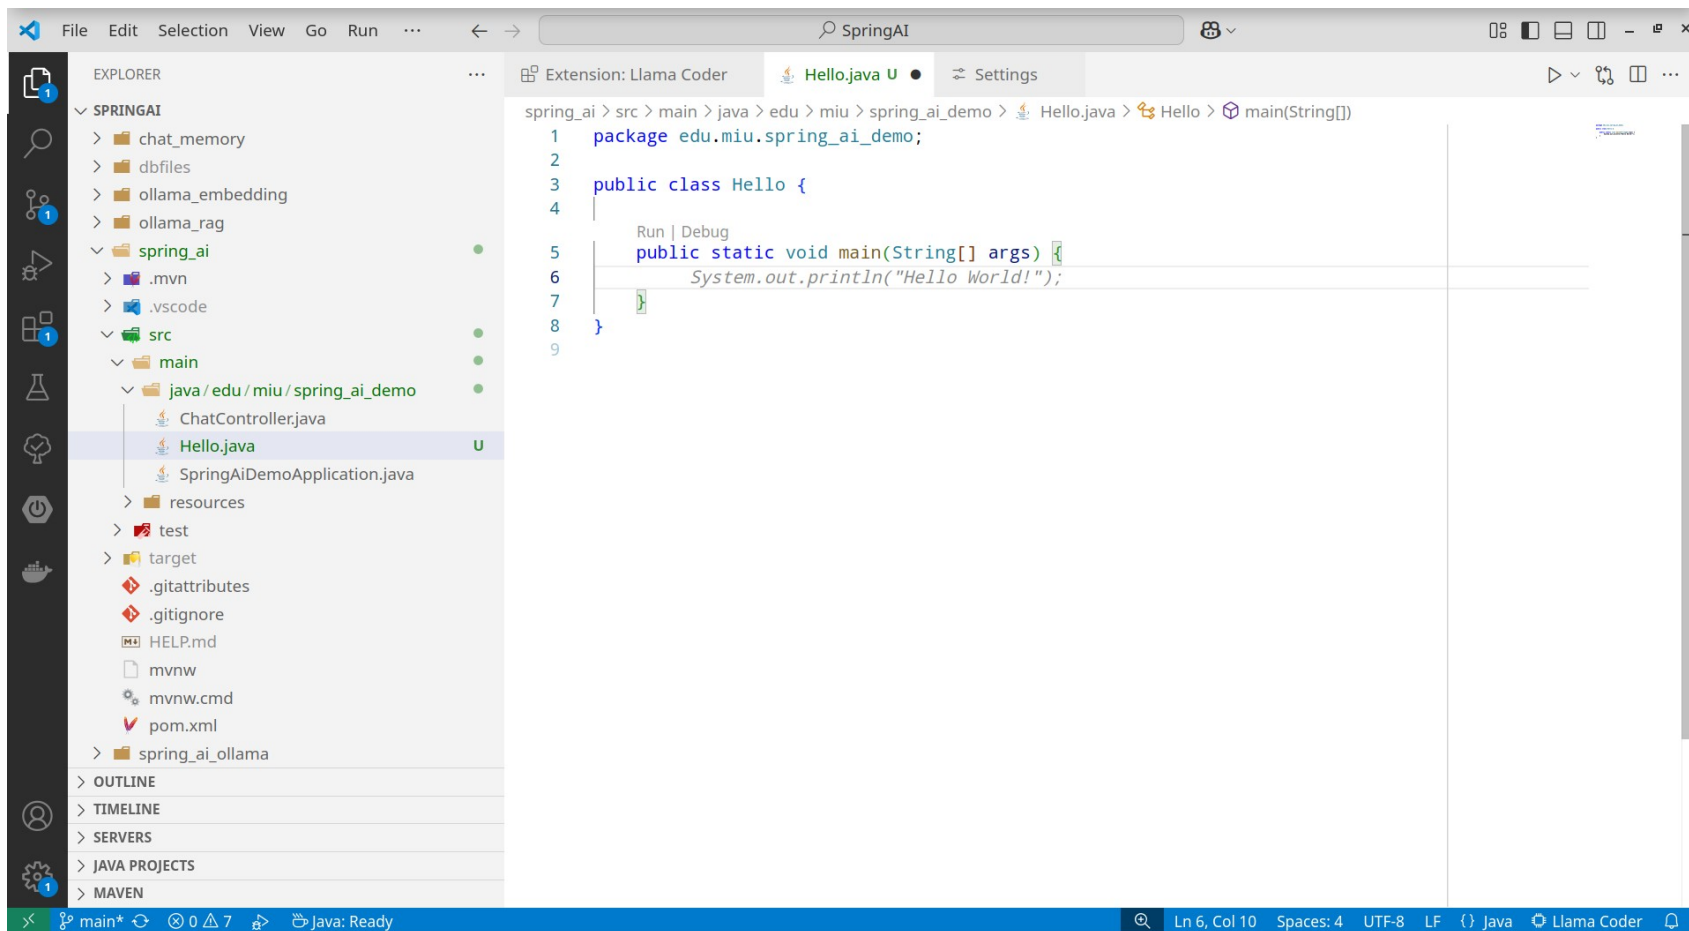 File Edit Selection View Go Run ··· SpringAI
EXPLORER ···
SPRINGAI
chat_memory
dbfiles
ollama_embedding
ollama_rag
spring_ai
.mvn
.vscode
src
main
java/edu/miu/spring_ai_demo
ChatController.java
Hello.java U
SpringAiDemoApplication.java
resources
test
target
.gitattributes
.gitignore
HELP.md
mvnw
mvnw.cmd
pom.xml
spring_ai_ollama
OUTLINE
TIMELINE
SERVERS
JAVA PROJECTS
MAVEN
1
1
1
1
Extension: Llama Coder Hello.java U ● Settings
spring_ai > src > main > java > edu > miu > spring_ai_demo > Hello.java > Hello > main(String[])
1 package edu.miu.spring_ai_demo;
2
3 public class Hello {
4
Run | Debug
5 public static void main(String[] args) {
6 System.out.println("Hello World!");
7 }
8 }
9
main* 0 7 Java: Ready Ln 6, Col 10 Spaces: 4 UTF-8 LF {} Java Llama Coder